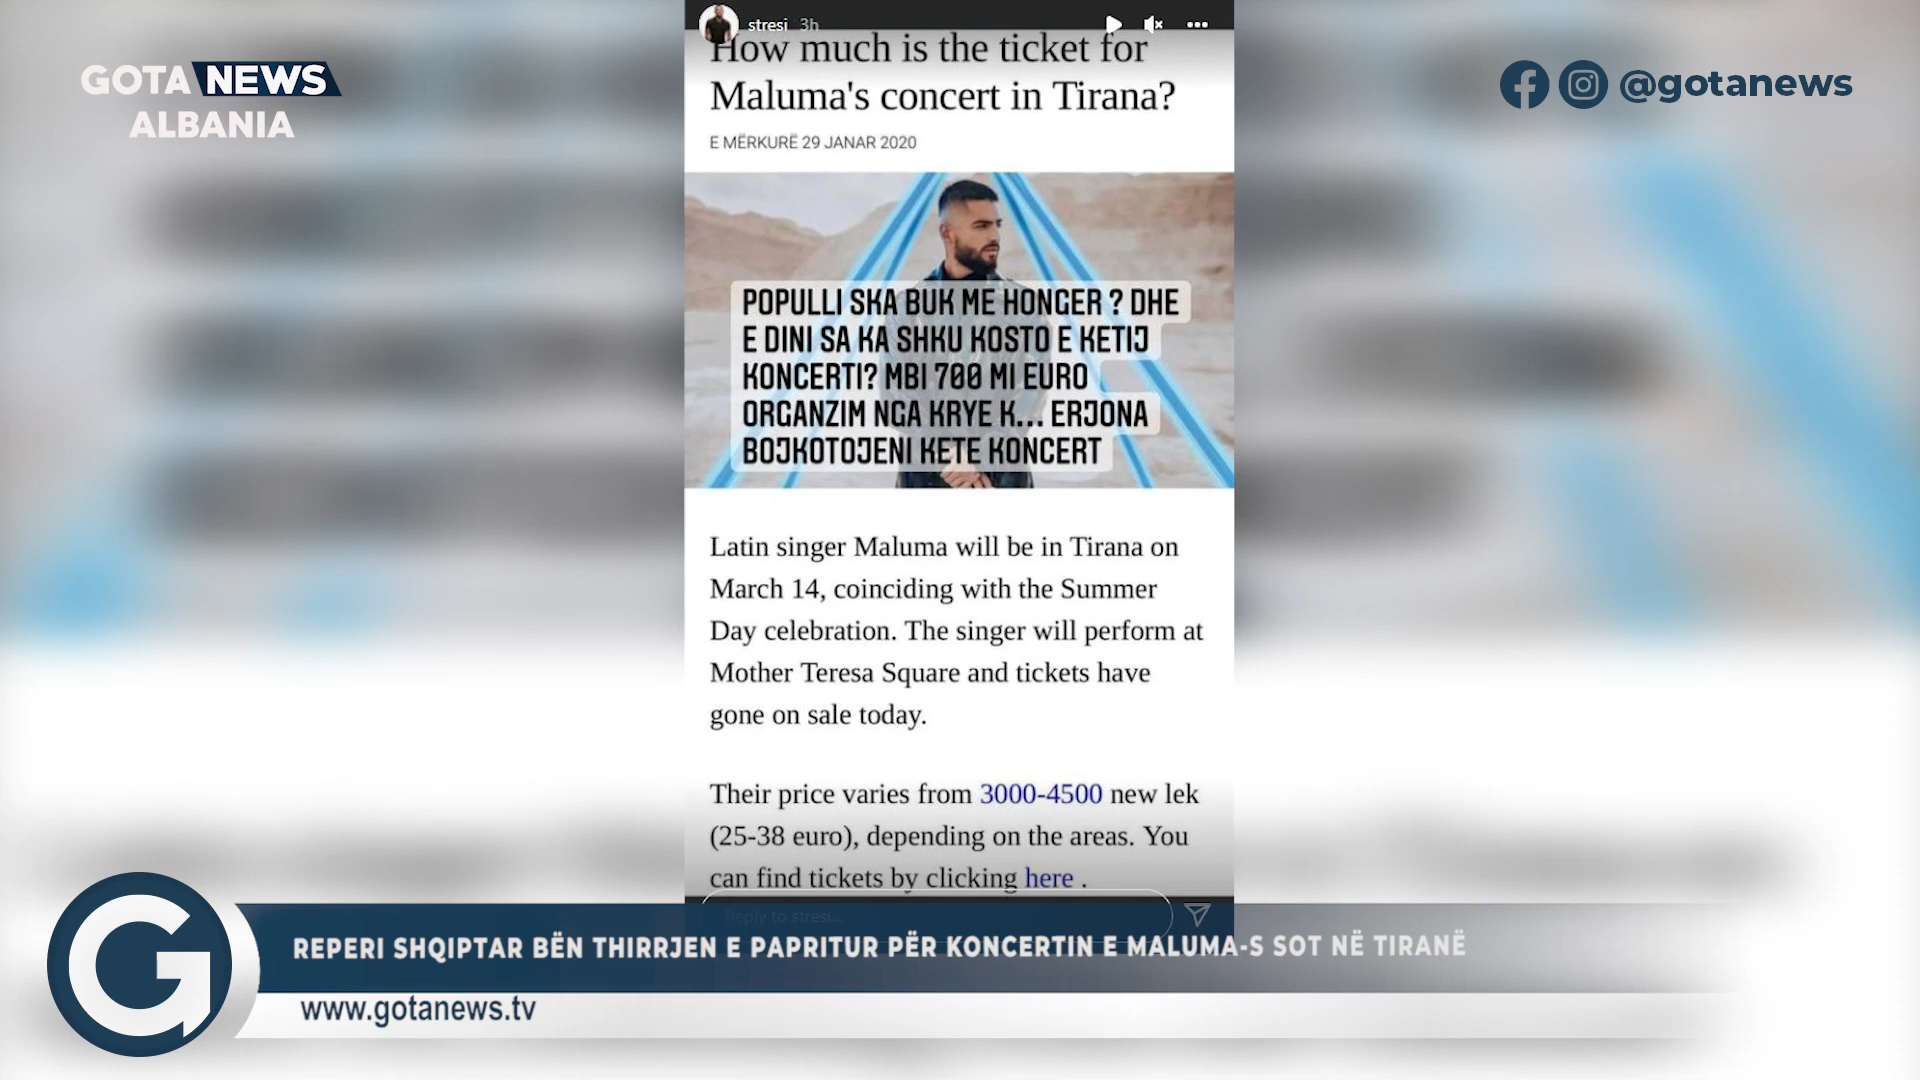 stresi 3h
How much is the ticket for
Maluma's concert in Tirana?
E MËRKURË 29 JANAR 2020
GOTA NEWS
ALBANIA
@gotanews
POPULLI SKA BUK ME HONGER ? DHE
E DINI SA KA SHKU KOSTO E KETIJ
KONCERTI? MBI 700 MI EURO
ORGANZIM NGA KRYE K... ERJONA
BOJKOTOJENI KETE KONCERT
Latin singer Maluma will be in Tirana on
March 14, coinciding with the Summer
Day celebration. The singer will perform at
Mother Teresa Square and tickets have
gone on sale today.
Their price varies from 3000-4500 new lek
(25-38 euro), depending on the areas. You
can find tickets by clicking here .
Reply to stresi...
REPERI SHQIPTAR BËN THIRRJEN E PAPRITUR PËR KONCERTIN E MALUMA-S SOT NË TIRANË
www.gotanews.tv